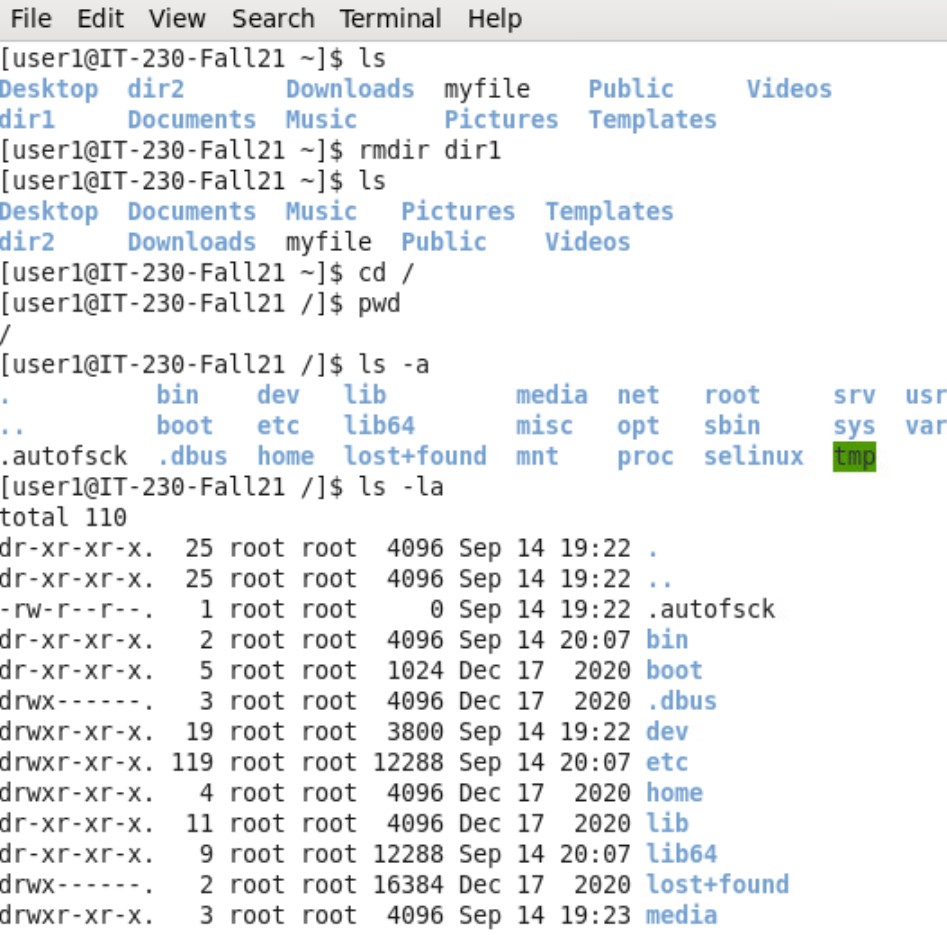 File Edit View Search Terminal Help
[user1@IT-230-Fall21 ~]$ ls
Desktop  dir2       Downloads  myfile    Public     Videos
dir1     Documents  Music      Pictures  Templates
[user1@IT-230-Fall21 ~]$ rmdir dir1
[user1@IT-230-Fall21 ~]$ ls
Desktop  Documents  Music   Pictures  Templates
dir2     Downloads  myfile  Public    Videos
[user1@IT-230-Fall21 ~]$ cd /
[user1@IT-230-Fall21 /]$ pwd
/
[user1@IT-230-Fall21 /]$ ls -a
.          bin    dev   lib         media  net   root     srv  usr
..         boot   etc   lib64       misc   opt   sbin     sys  var
.autofsck  .dbus  home  lost+found  mnt    proc  selinux  tmp
[user1@IT-230-Fall21 /]$ ls -la
total 110
dr-xr-xr-x.  25 root root  4096 Sep 14 19:22 .
dr-xr-xr-x.  25 root root  4096 Sep 14 19:22 ..
-rw-r--r--.   1 root root     0 Sep 14 19:22 .autofsck
dr-xr-xr-x.   2 root root  4096 Sep 14 20:07 bin
dr-xr-xr-x.   5 root root  1024 Dec 17  2020 boot
drwx------.   3 root root  4096 Dec 17  2020 .dbus
drwxr-xr-x.  19 root root  3800 Sep 14 19:22 dev
drwxr-xr-x. 119 root root 12288 Sep 14 20:07 etc
drwxr-xr-x.   4 root root  4096 Dec 17  2020 home
dr-xr-xr-x.  11 root root  4096 Dec 17  2020 lib
dr-xr-xr-x.   9 root root 12288 Sep 14 20:07 lib64
drwx------.   2 root root 16384 Dec 17  2020 lost+found
drwxr-xr-x.   3 root root  4096 Sep 14 19:23 media